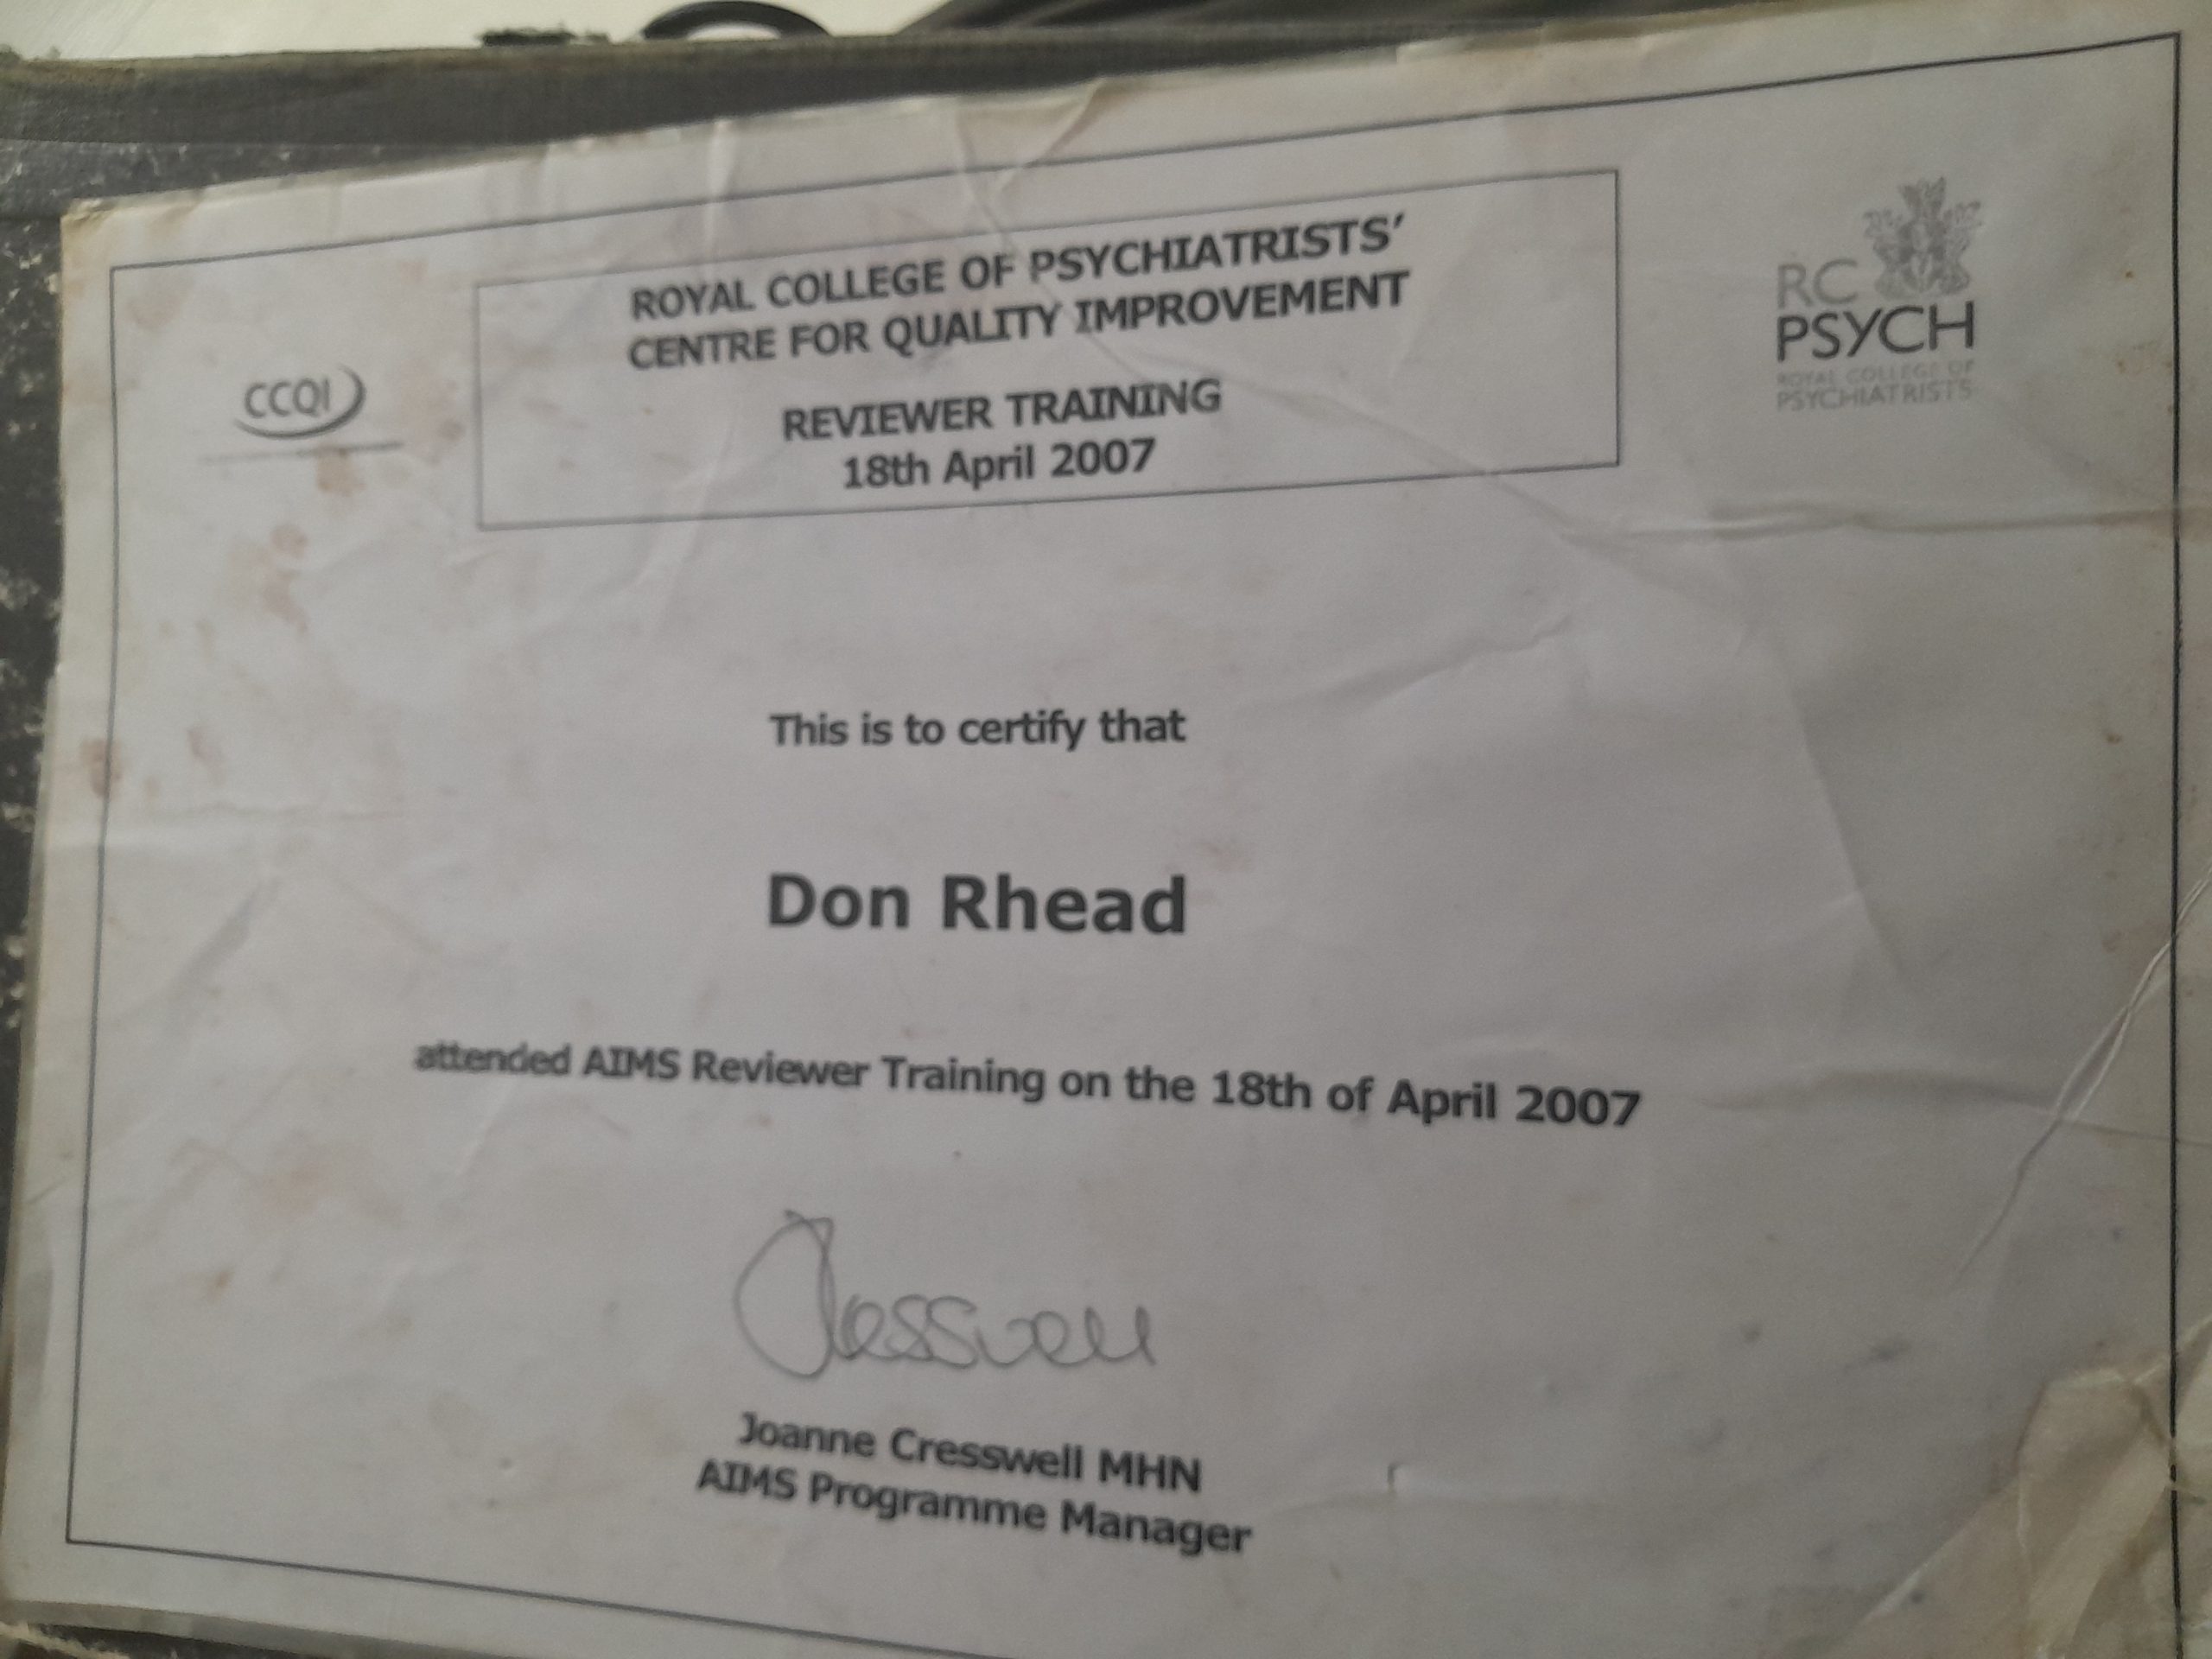 ROYAL COLLEGE OF PSYCHIATRISTS'
CENTRE FOR QUALITY IMPROVEMENT
REVIEWER TRAINING
18th April 2007
CCQI
RC
PSYCH
ROYAL COLLEGE OF
PSYCHIATRISTS
This is to certify that
Don Rhead
attended AIMS Reviewer Training on the 18th of April 2007
JCresswell
Joanne Cresswell MHN
AIMS Programme Manager